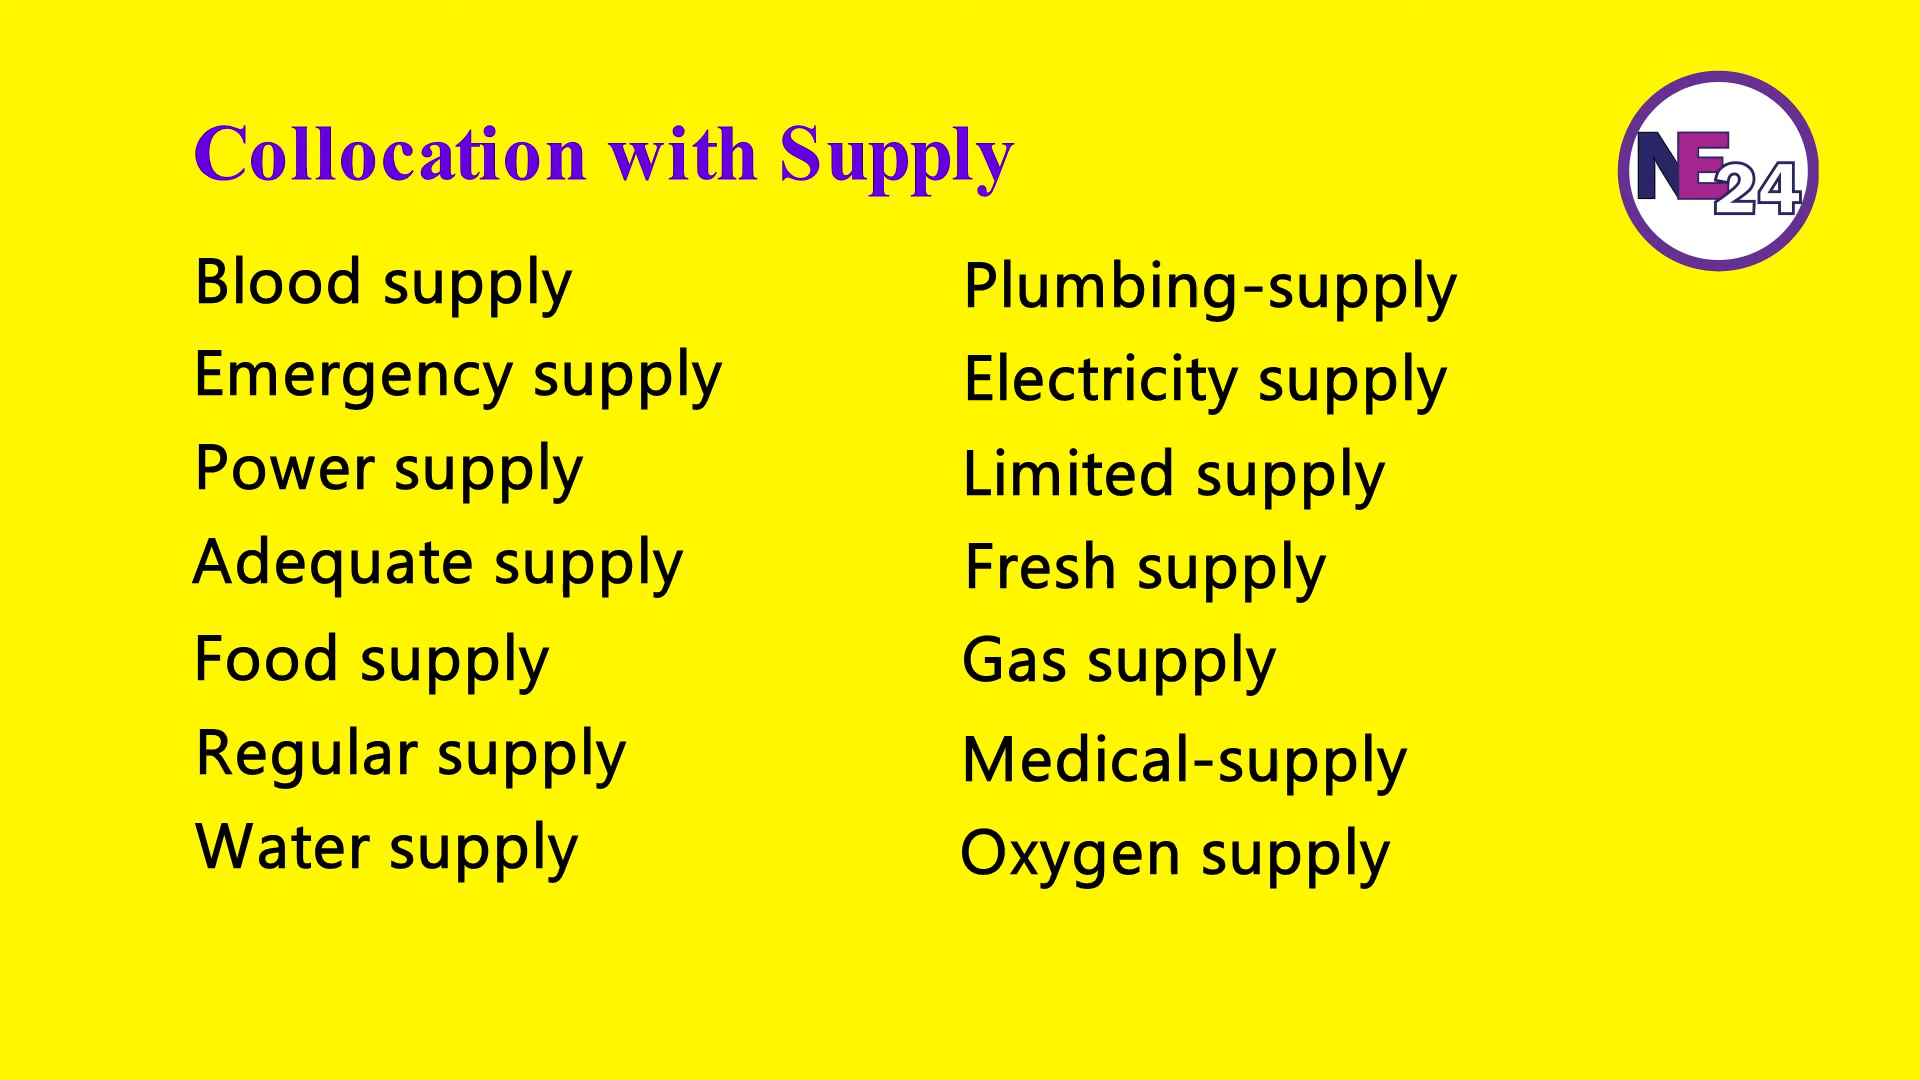 Collocation with Supply
NE24
Blood supply
Emergency supply
Power supply
Adequate supply
Food supply
Regular supply
Water supply
Plumbing-supply
Electricity supply
Limited supply
Fresh supply
Gas supply
Medical-supply
Oxygen supply